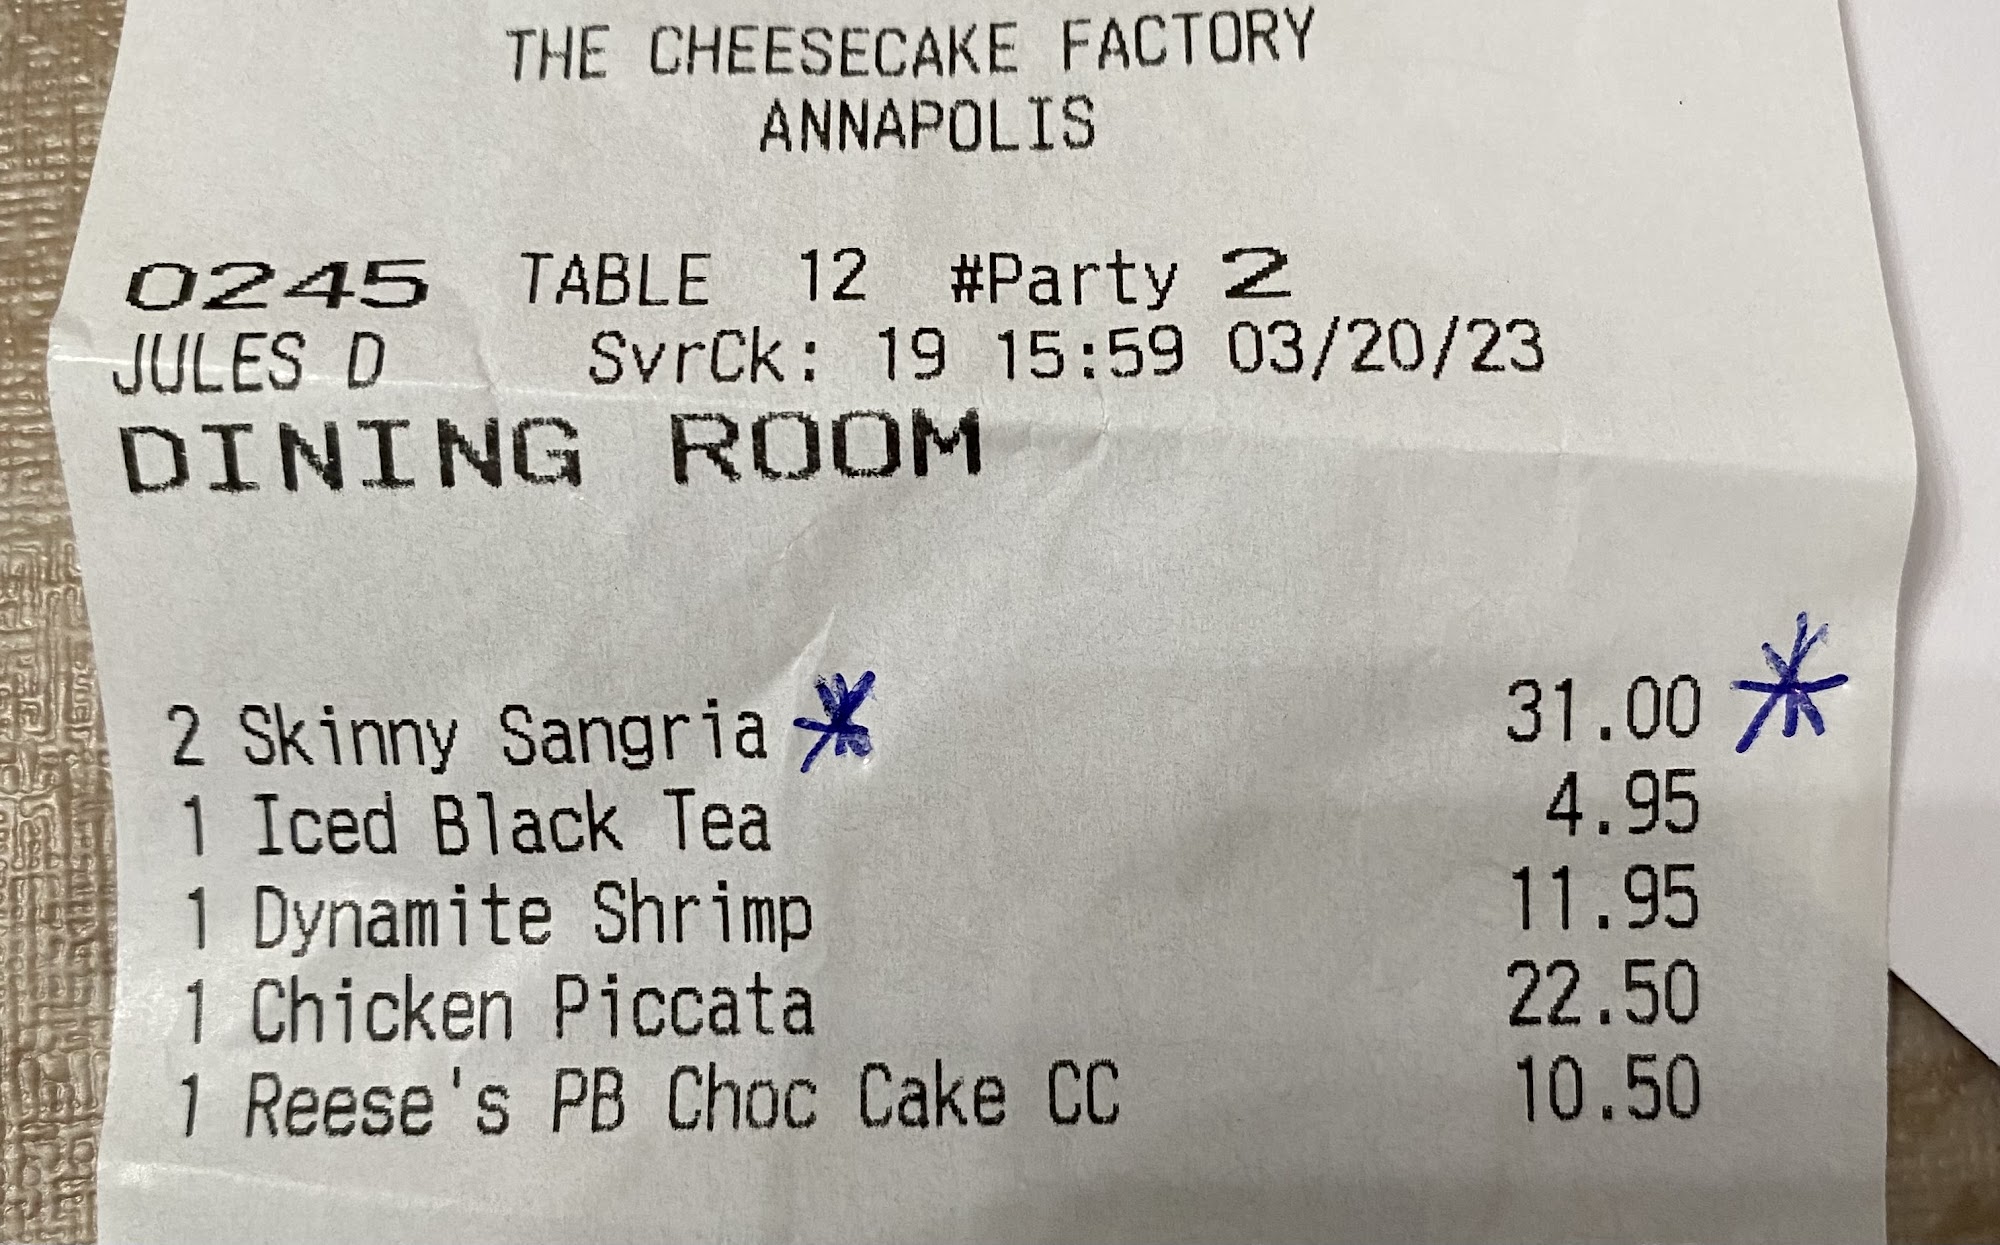 THE CHEESECAKE FACTORY
ANNAPOLIS
0245 TABLE 12 #Party 2
JULES D SvrCk: 19 15:59 03/20/23
DINING ROOM
2 Skinny Sangria * 31.00 *
1 Iced Black Tea 4.95
1 Dynamite Shrimp 11.95
1 Chicken Piccata 22.50
1 Reese's PB Choc Cake CC 10.50